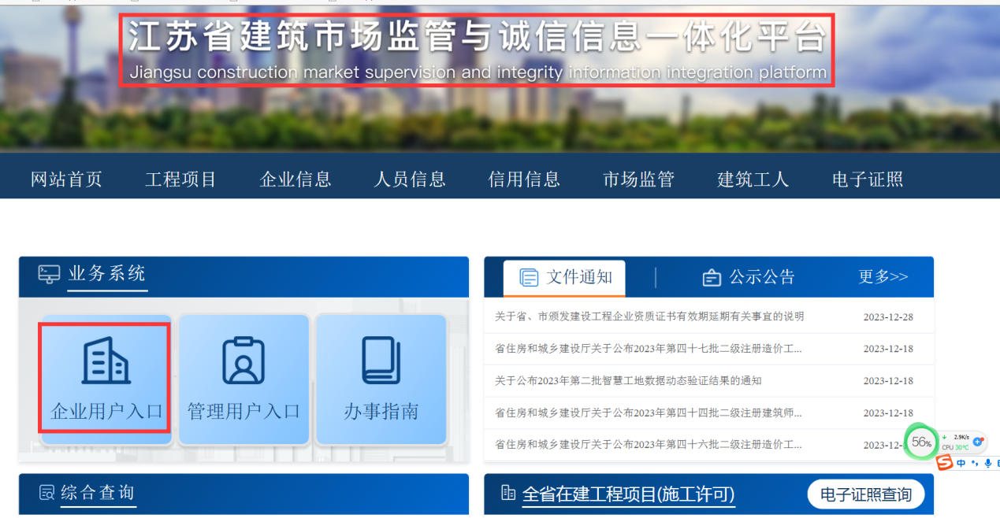 江苏省建筑市场监管与诚信信息一体化平台
Jiangsu construction market supervision and integrity information integration platform
网站首页 工程项目 企业信息 人员信息 信用信息 市场监管 建筑工人 电子证照
业务系统
文件通知 公示公告 更多>>
企业用户入口 管理用户入口 办事指南
关于省、市颁发建设工程企业资质证书有效期延期有关事宜的说明 2023-12-28
省住房和城乡建设厅关于公布2023年第四十七批二级注册造价工... 2023-12-18
关于公布2023年第二批智慧工地数据动态验证结果的通知 2023-12-18
省住房和城乡建设厅关于公布2023年第四十四批二级注册建筑师... 2023-12-18
省住房和城乡建设厅关于公布2023年第四十六批二级注册造价工... 2023-12-
56%
2.9K/s
CPU 30℃
中
综合查询
全省在建工程项目(施工许可) 电子证照查询